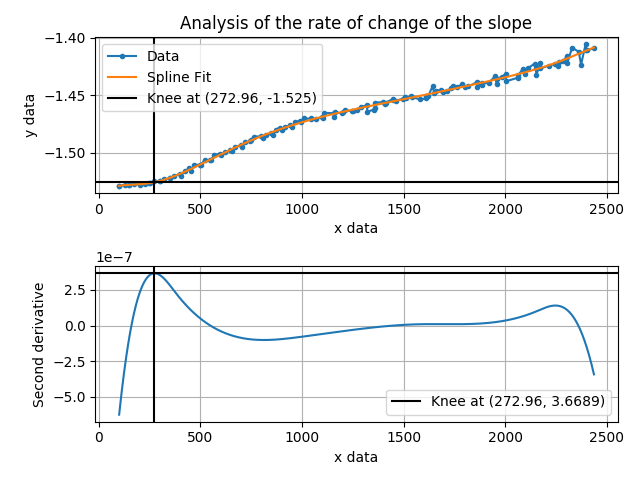 Analysis of the rate of change of the slope
−1.40
−1.45
−1.50
y data
Data
Spline Fit
Knee at (272.96, -1.525)
0 500 1000 1500 2000 2500
x data
1e−7
2.5
0.0
−2.5
−5.0
Second derivative
Knee at (272.96, 3.6689)
0 500 1000 1500 2000 2500
x data